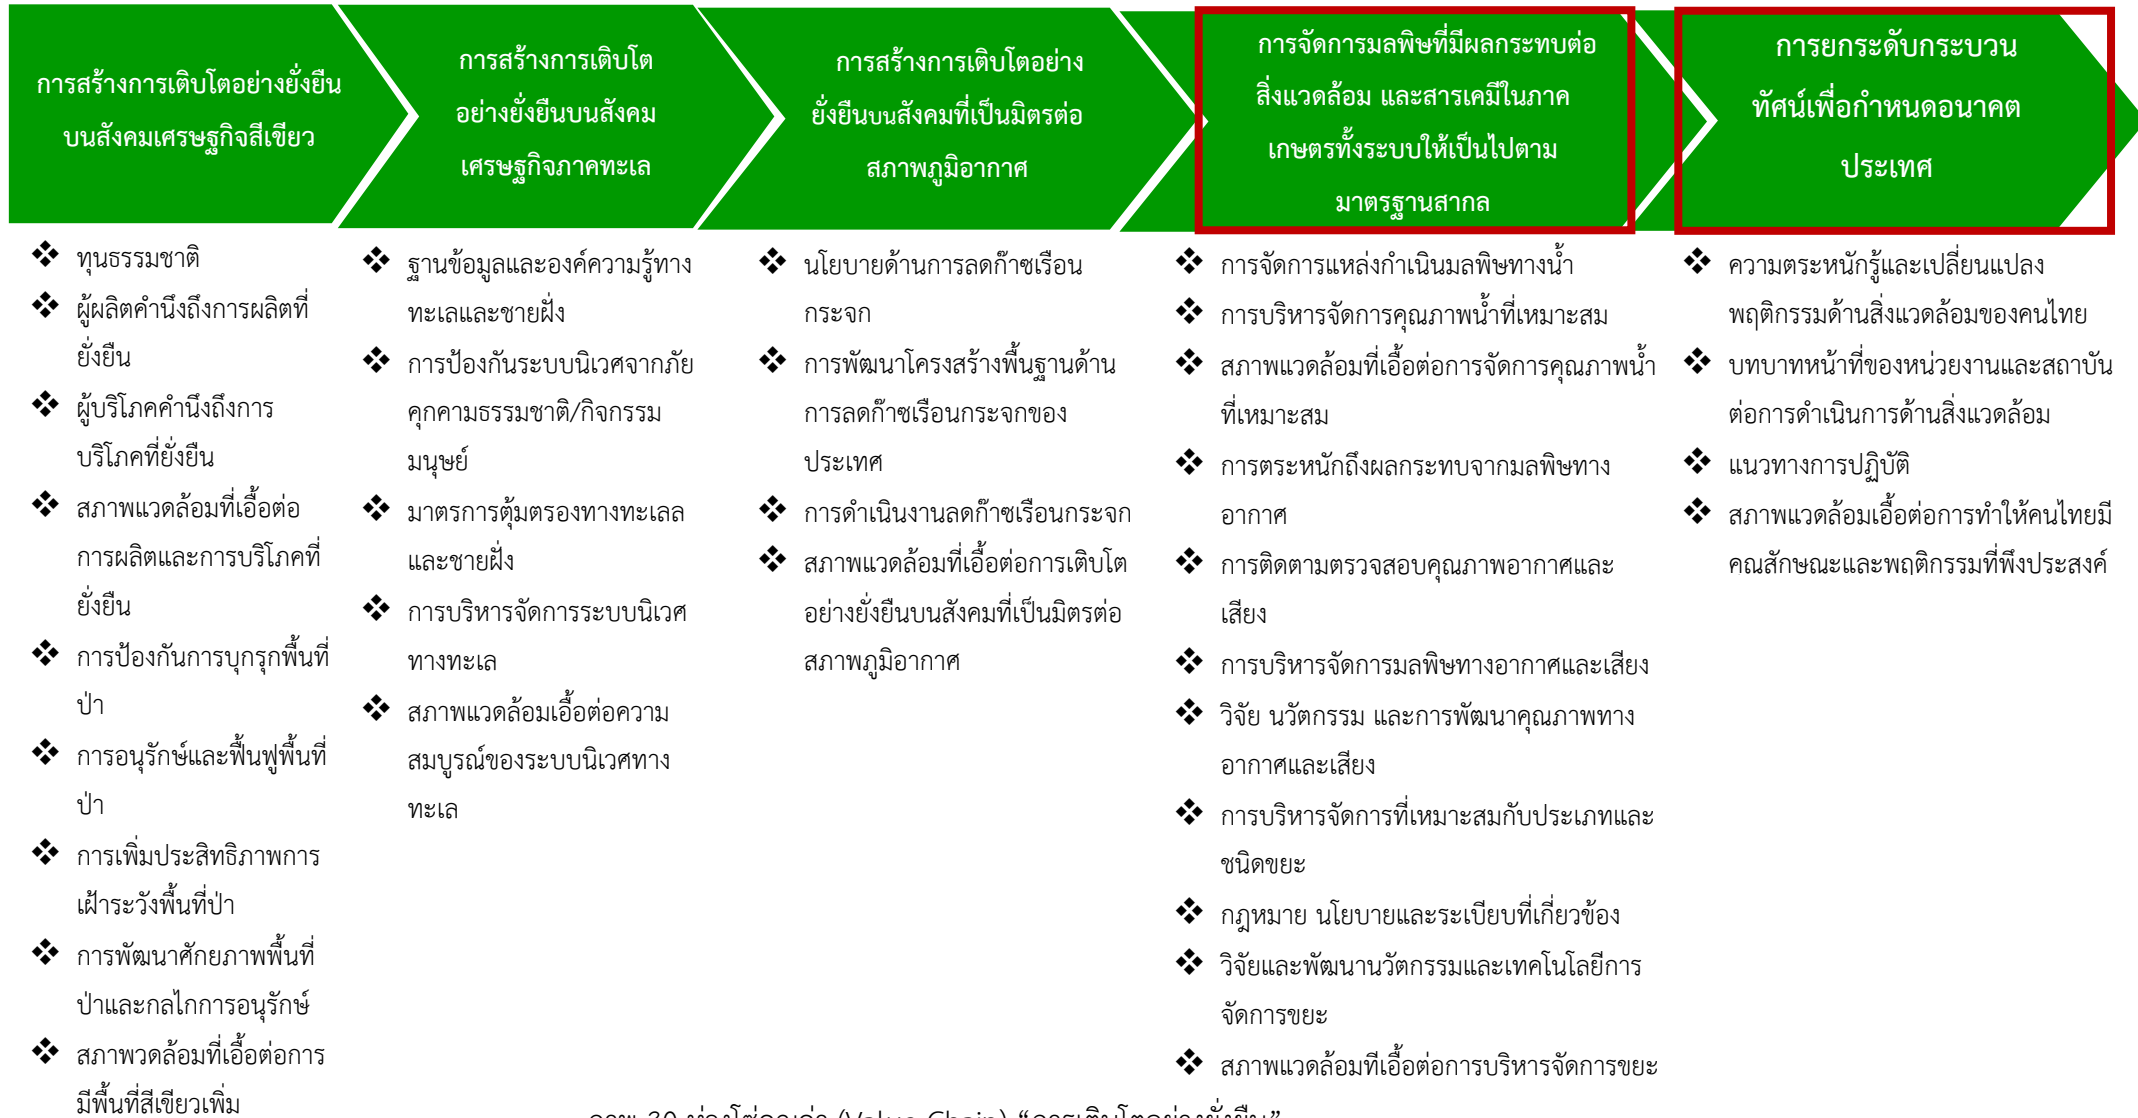 การสร้างการเติบโตอย่างยั่งยืน
บนสังคมเศรษฐกิจสีเขียว
การสร้างการเติบโต
อย่างยั่งยืนบนสังคม
เศรษฐกิจภาคทะเล
การสร้างการเติบโตอย่าง
ยั่งยืนบนสังคมที่เป็นมิตรต่อ
สภาพภูมิอากาศ
การจัดการมลพิษที่มีผลกระทบต่อ
สิ่งแวดล้อม และสารเคมีในภาค
เกษตรทั้งระบบให้เป็นไปตาม
มาตรฐานสากล
การยกระดับกระบวน
ทัศน์เพื่อกำหนดอนาคต
ประเทศ
❖ ทุนธรรมชาติ
❖ ผู้ผลิตคำนึงถึงการผลิตที่
ยั่งยืน
❖ ผู้บริโภคคำนึงถึงการ
บริโภคที่ยั่งยืน
❖ สภาพแวดล้อมที่เอื้อต่อ
การผลิตและการบริโภคที่
ยั่งยืน
❖ การป้องกันการบุกรุกพื้นที่
ป่า
❖ การอนุรักษ์และฟื้นฟูพื้นที่
ป่า
❖ การเพิ่มประสิทธิภาพการ
เฝ้าระวังพื้นที่ป่า
❖ การพัฒนาศักยภาพพื้นที่
ป่าและกลไกการอนุรักษ์
❖ สภาพวดล้อมที่เอื้อต่อการ
มีพื้นที่สีเขียวเพิ่ม
❖ ฐานข้อมูลและองค์ความรู้ทาง
ทะเลและชายฝั่ง
❖ การป้องกันระบบนิเวศจากภัย
คุกคามธรรมชาติ/กิจกรรม
มนุษย์
❖ มาตรการตุ้มตรองทางทะเลล
และชายฝั่ง
❖ การบริหารจัดการระบบนิเวศ
ทางทะเล
❖ สภาพแวดล้อมเอื้อต่อความ
สมบูรณ์ของระบบนิเวศทาง
ทะเล
❖ นโยบายด้านการลดก๊าซเรือน
กระจก
❖ การพัฒนาโครงสร้างพื้นฐานด้าน
การลดก๊าซเรือนกระจกของ
ประเทศ
❖ การดำเนินงานลดก๊าซเรือนกระจก
❖ สภาพแวดล้อมที่เอื้อต่อการเติบโต
อย่างยั่งยืนบนสังคมที่เป็นมิตรต่อ
สภาพภูมิอากาศ
❖ การจัดการแหล่งกำเนินมลพิษทางน้ำ
❖ การบริหารจัดการคุณภาพน้ำที่เหมาะสม
❖ สภาพแวดล้อมที่เอื้อต่อการจัดการคุณภาพน้ำ
ที่เหมาะสม
❖ การตระหนักถึงผลกระทบจากมลพิษทาง
อากาศ
❖ การติดตามตรวจสอบคุณภาพอากาศและ
เสียง
❖ การบริหารจัดการมลพิษทางอากาศและเสียง
❖ วิจัย นวัตกรรม และการพัฒนาคุณภาพทาง
อากาศและเสียง
❖ การบริหารจัดการที่เหมาะสมกับประเภทและ
ชนิดขยะ
❖ กฎหมาย นโยบายและระเบียบที่เกี่ยวข้อง
❖ วิจัยและพัฒนานวัตกรรมและเทคโนโลยีการ
จัดการขยะ
❖ สภาพแวดล้อมทีเอื้อต่อการบริหารจัดการขยะ
❖ ความตระหนักรู้และเปลี่ยนแปลง
พฤติกรรมด้านสิ่งแวดล้อมของคนไทย
❖ บทบาทหน้าที่ของหน่วยงานและสถาบัน
ต่อการดำเนินการด้านสิ่งแวดล้อม
❖ แนวทางการปฏิบัติ
❖ สภาพแวดล้อมเอื้อต่อการทำให้คนไทยมี
คุณสักษณะและพฤติกรรมที่พึงประสงค์
ภาพ 30 ห่วงโซ่คุณค่า (Value Chain) “การเติบโตอย่างยั่งยืน”